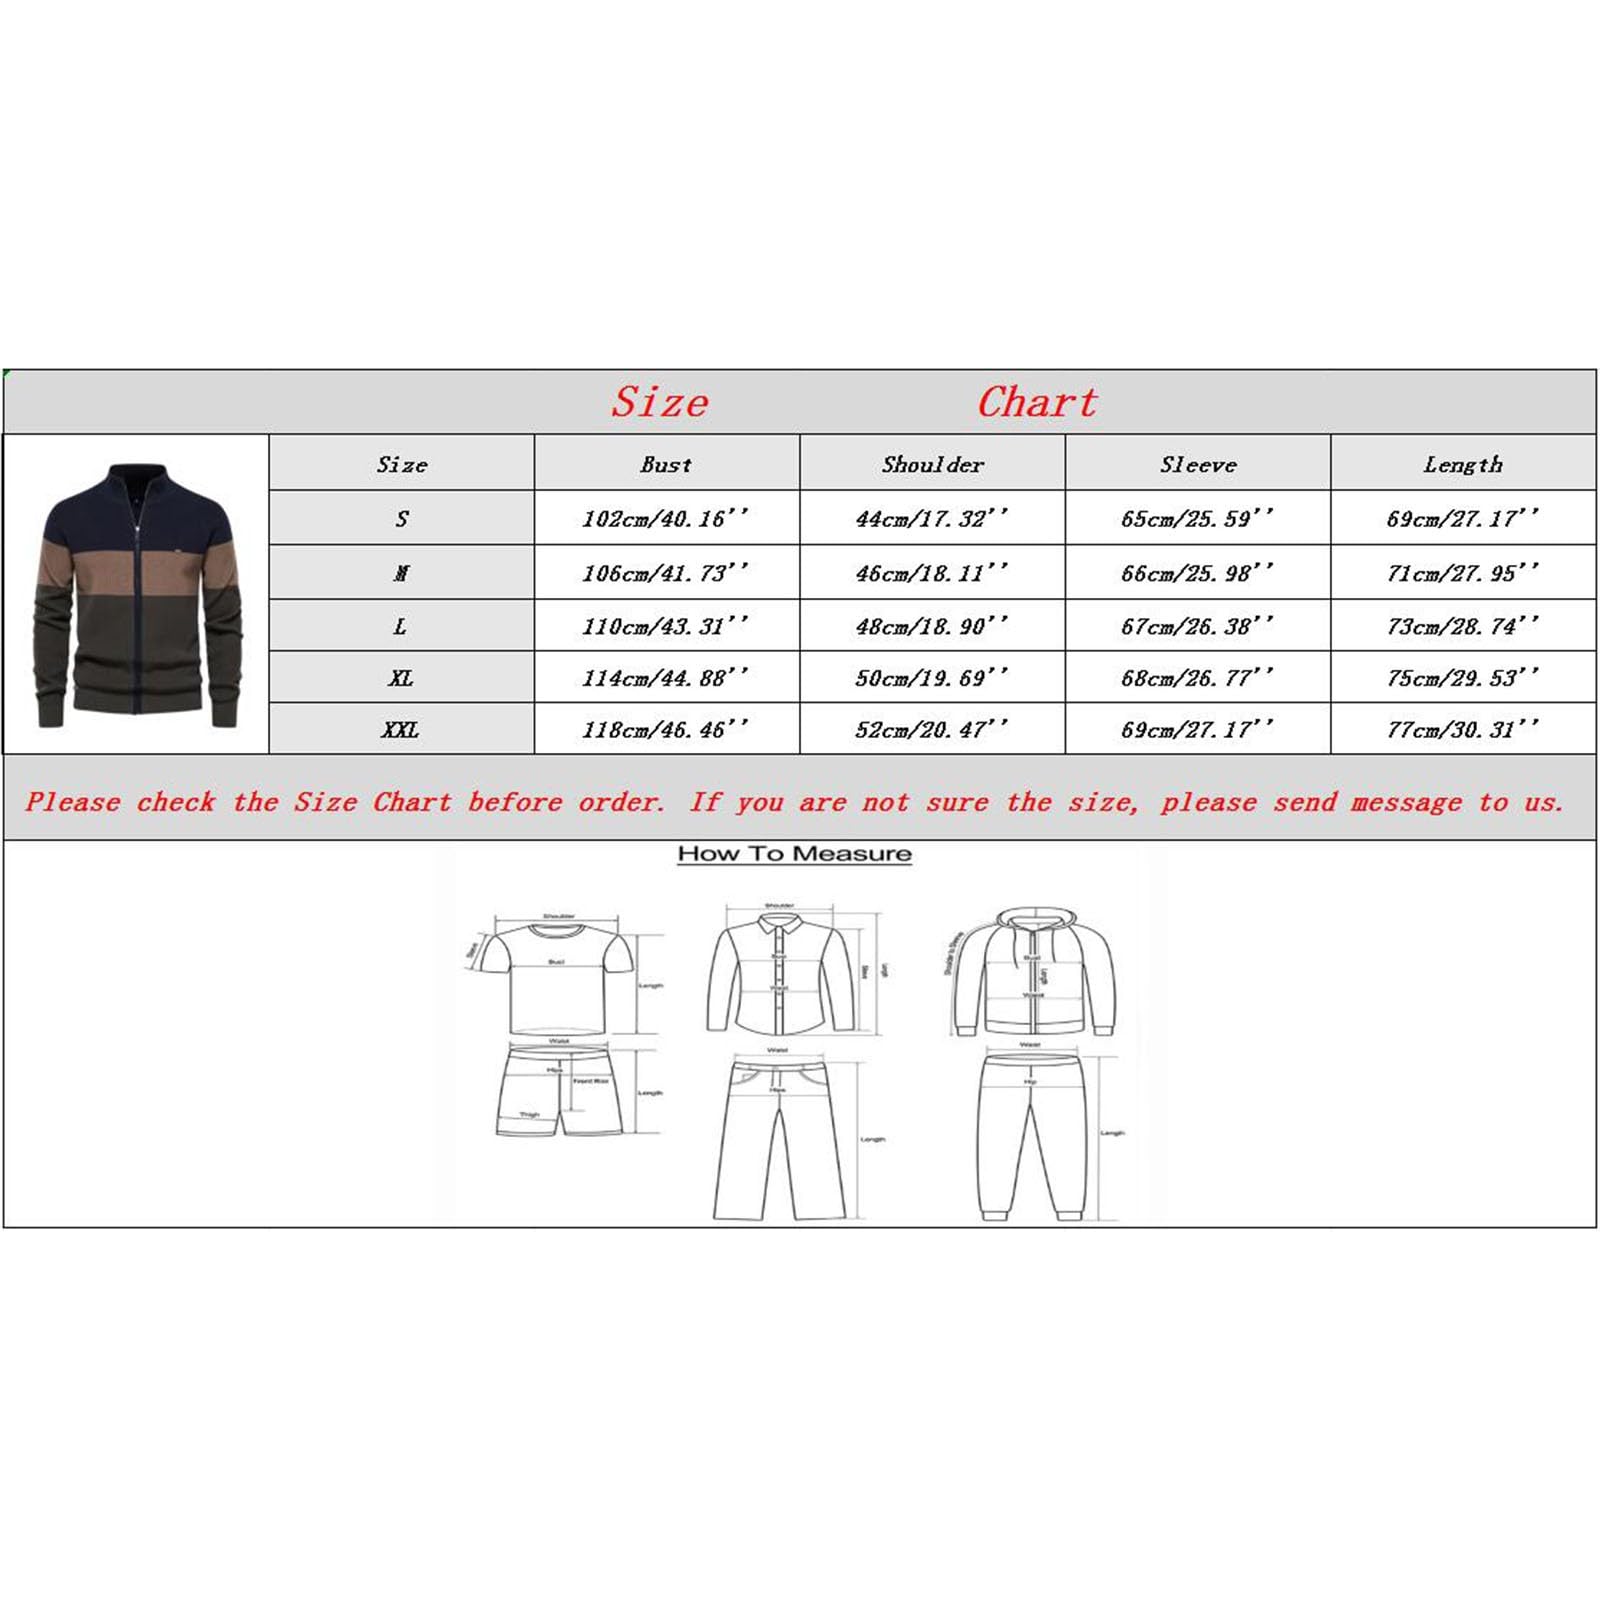 Size Chart
Size Bust Shoulder Sleeve Length
S 102cm/40.16'' 44cm/17.32'' 65cm/25.59'' 69cm/27.17''
M 106cm/41.73'' 46cm/18.11'' 66cm/25.98'' 71cm/27.95''
L 110cm/43.31'' 48cm/18.90'' 67cm/26.38'' 73cm/28.74''
XL 114cm/44.88'' 50cm/19.69'' 68cm/26.77'' 75cm/29.53''
XXL 118cm/46.46'' 52cm/20.47'' 69cm/27.17'' 77cm/30.31''
Please check the Size Chart before order. If you are not sure the size, please send message to us.
How To Measure
Shoulder
Sleeve
Bust
Length
Waist
Hips
Front Rise
Thigh
Length
Shoulder
Bust
Waist
Sleeve
Length
Waist
Hips
Length
Shoulder to Sleeve
Bust
Length
Waist
Waist
Hip
Length